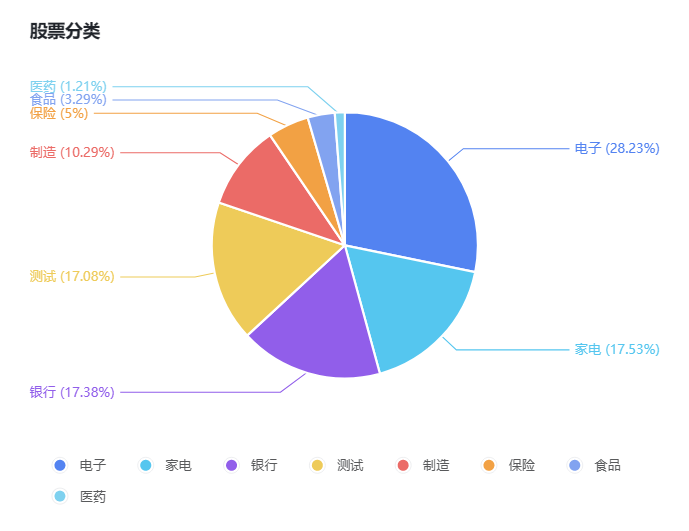 股票分类
医药 (1.21%)
食品 (3.29%)
保险 (5%)
制造 (10.29%)
电子 (28.23%)
测试 (17.08%)
家电 (17.53%)
银行 (17.38%)
电子 家电 银行 测试 制造 保险 食品
医药